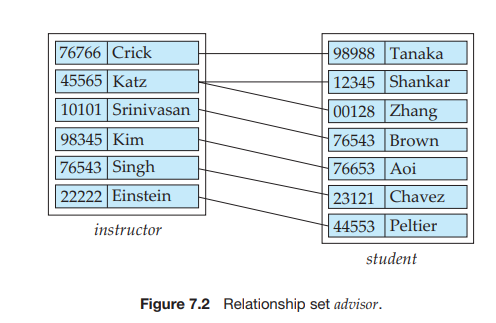 76766 Crick
45565 Katz
10101 Srinivasan
98345 Kim
76543 Singh
22222 Einstein
instructor
98988 Tanaka
12345 Shankar
00128 Zhang
76543 Brown
76653 Aoi
23121 Chavez
44553 Peltier
student
Figure 7.2 Relationship set advisor.